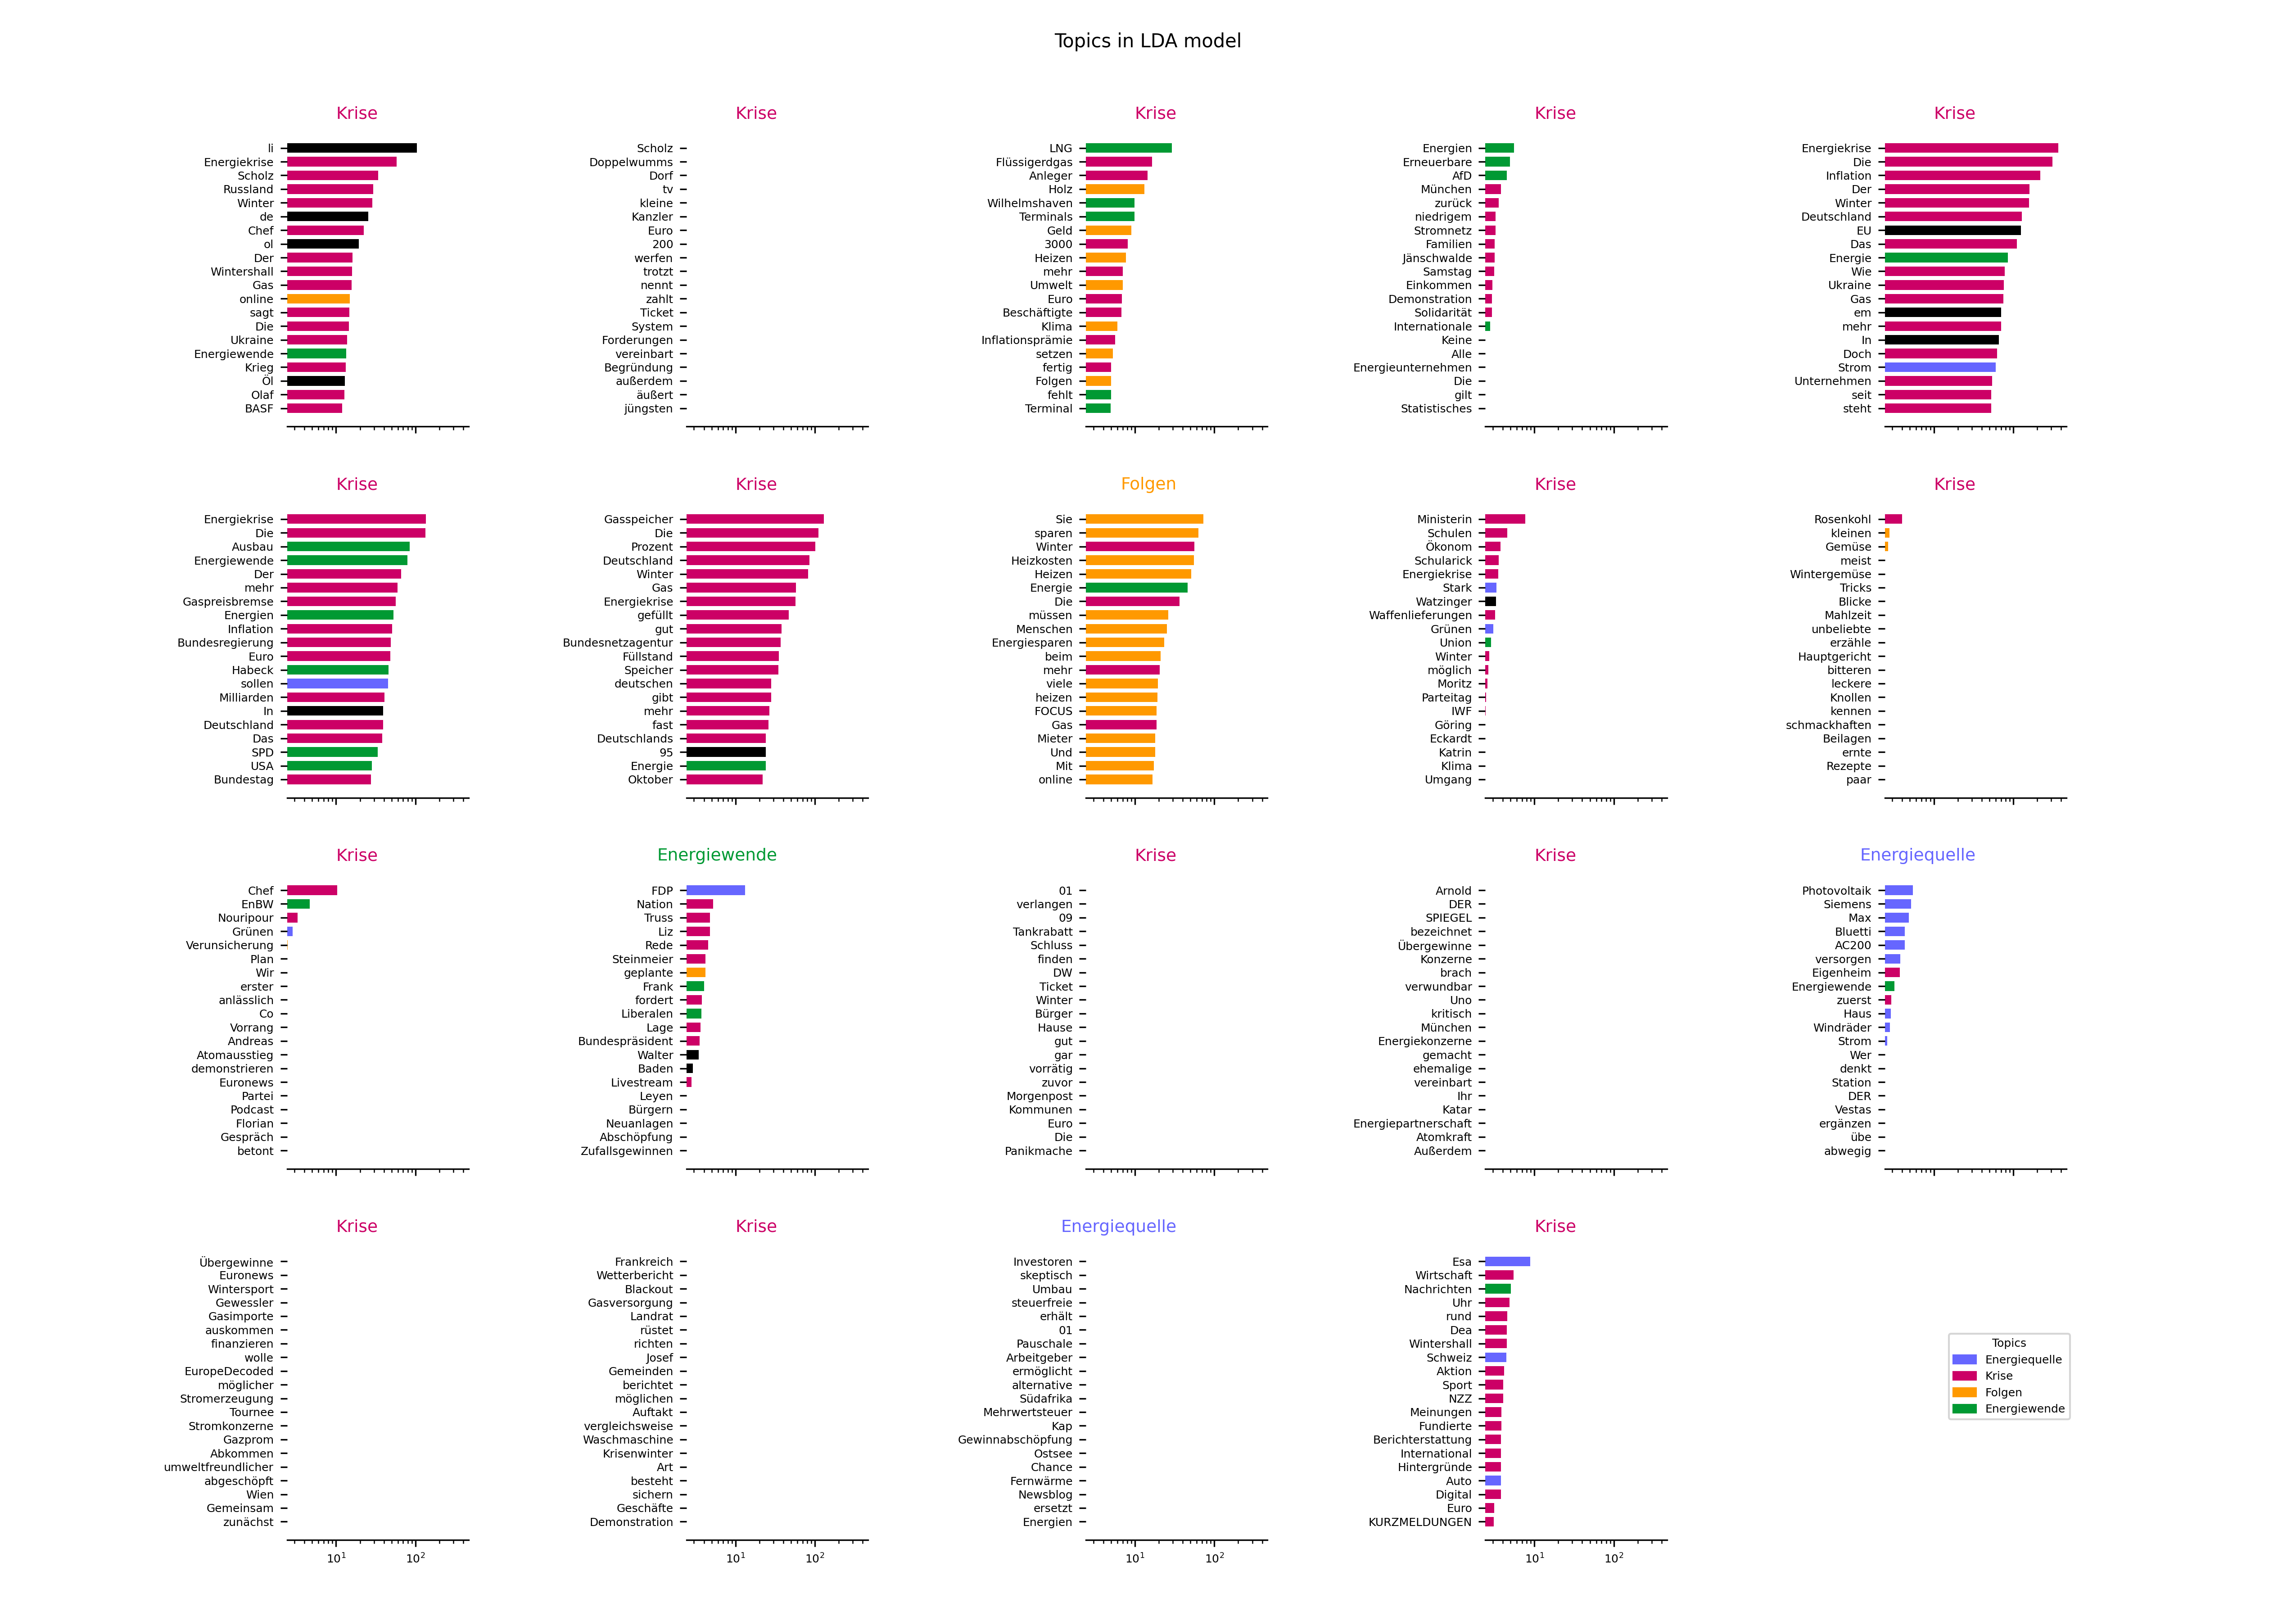 Topics in LDA model
Krise
li
Energiekrise
Scholz
Russland
Winter
de
Chef
ol
Der
Wintershall
Gas
online
sagt
Die
Ukraine
Energiewende
Krieg
Öl
Olaf
BASF
Krise
Scholz
Doppelwumms
Dorf
tv
kleine
Kanzler
Euro
200
werfen
trotzt
nennt
zahlt
Ticket
System
Forderungen
vereinbart
Begründung
außerdem
äußert
jüngsten
Krise
LNG
Flüssigerdgas
Anleger
Holz
Wilhelmshaven
Terminals
Geld
3000
Heizen
mehr
Umwelt
Euro
Beschäftigte
Klima
Inflationsprämie
setzen
fertig
Folgen
fehlt
Terminal
Krise
Energien
Erneuerbare
AfD
München
zurück
niedrigem
Stromnetz
Familien
Jänschwalde
Samstag
Einkommen
Demonstration
Solidarität
Internationale
Keine
Alle
Energieunternehmen
Die
gilt
Statistisches
Krise
Energiekrise
Die
Inflation
Der
Winter
Deutschland
EU
Das
Energie
Wie
Ukraine
Gas
em
mehr
In
Doch
Strom
Unternehmen
seit
steht
Krise
Energiekrise
Die
Ausbau
Energiewende
Der
mehr
Gaspreisbremse
Energien
Inflation
Bundesregierung
Euro
Habeck
sollen
Milliarden
In
Deutschland
Das
SPD
USA
Bundestag
Krise
Gasspeicher
Die
Prozent
Deutschland
Winter
Gas
Energiekrise
gefüllt
gut
Bundesnetzagentur
Füllstand
Speicher
deutschen
gibt
mehr
fast
Deutschlands
95
Energie
Oktober
Folgen
Sie
sparen
Winter
Heizkosten
Heizen
Energie
Die
müssen
Menschen
Energiesparen
beim
mehr
viele
heizen
FOCUS
Gas
Mieter
Und
Mit
online
Krise
Ministerin
Schulen
Ökonom
Schularick
Energiekrise
Stark
Watzinger
Waffenlieferungen
Grünen
Union
Winter
möglich
Moritz
Parteitag
IWF
Göring
Eckardt
Katrin
Klima
Umgang
Krise
Rosenkohl
kleinen
Gemüse
meist
Wintergemüse
Tricks
Blicke
Mahlzeit
unbeliebte
erzähle
Hauptgericht
bitteren
leckere
Knollen
kennen
schmackhaften
Beilagen
ernte
Rezepte
paar
Krise
Chef
EnBW
Nouripour
Grünen
Verunsicherung
Plan
Wir
erster
anlässlich
Co
Vorrang
Andreas
Atomausstieg
demonstrieren
Euronews
Partei
Podcast
Florian
Gespräch
betont
Energiewende
FDP
Nation
Truss
Liz
Rede
Steinmeier
geplante
Frank
fordert
Liberalen
Lage
Bundespräsident
Walter
Baden
Livestream
Leyen
Bürgern
Neuanlagen
Abschöpfung
Zufallsgewinnen
Krise
01
verlangen
09
Tankrabatt
Schluss
finden
DW
Ticket
Winter
Bürger
Hause
gut
gar
vorrätig
zuvor
Morgenpost
Kommunen
Euro
Die
Panikmache
Krise
Arnold
DER
SPIEGEL
bezeichnet
Übergewinne
Konzerne
brach
verwundbar
Uno
kritisch
München
Energiekonzerne
gemacht
ehemalige
vereinbart
Ihr
Katar
Energiepartnerschaft
Atomkraft
Außerdem
Energiequelle
Photovoltaik
Siemens
Max
Bluetti
AC200
versorgen
Eigenheim
Energiewende
zuerst
Haus
Windräder
Strom
Wer
denkt
Station
DER
Vestas
ergänzen
übe
abwegig
Krise
Übergewinne
Euronews
Wintersport
Gewessler
Gasimporte
auskommen
finanzieren
wolle
EuropeDecoded
möglicher
Stromerzeugung
Tournee
Stromkonzerne
Gazprom
Abkommen
umweltfreundlicher
abgeschöpft
Wien
Gemeinsam
zunächst
10¹ 10²
Krise
Frankreich
Wetterbericht
Blackout
Gasversorgung
Landrat
rüstet
richten
Josef
Gemeinden
berichtet
möglichen
Auftakt
vergleichsweise
Waschmaschine
Krisenwinter
Art
besteht
sichern
Geschäfte
Demonstration
10¹ 10²
Energiequelle
Investoren
skeptisch
Umbau
steuerfreie
erhält
01
Pauschale
Arbeitgeber
ermöglicht
alternative
Südafrika
Mehrwertsteuer
Kap
Gewinnabschöpfung
Ostsee
Chance
Fernwärme
Newsblog
ersetzt
Energien
10¹ 10²
Krise
Esa
Wirtschaft
Nachrichten
Uhr
rund
Dea
Wintershall
Schweiz
Aktion
Sport
NZZ
Meinungen
Fundierte
Berichterstattung
International
Hintergründe
Auto
Digital
Euro
KURZMELDUNGEN
10¹ 10²
Topics
Energiequelle
Krise
Folgen
Energiewende